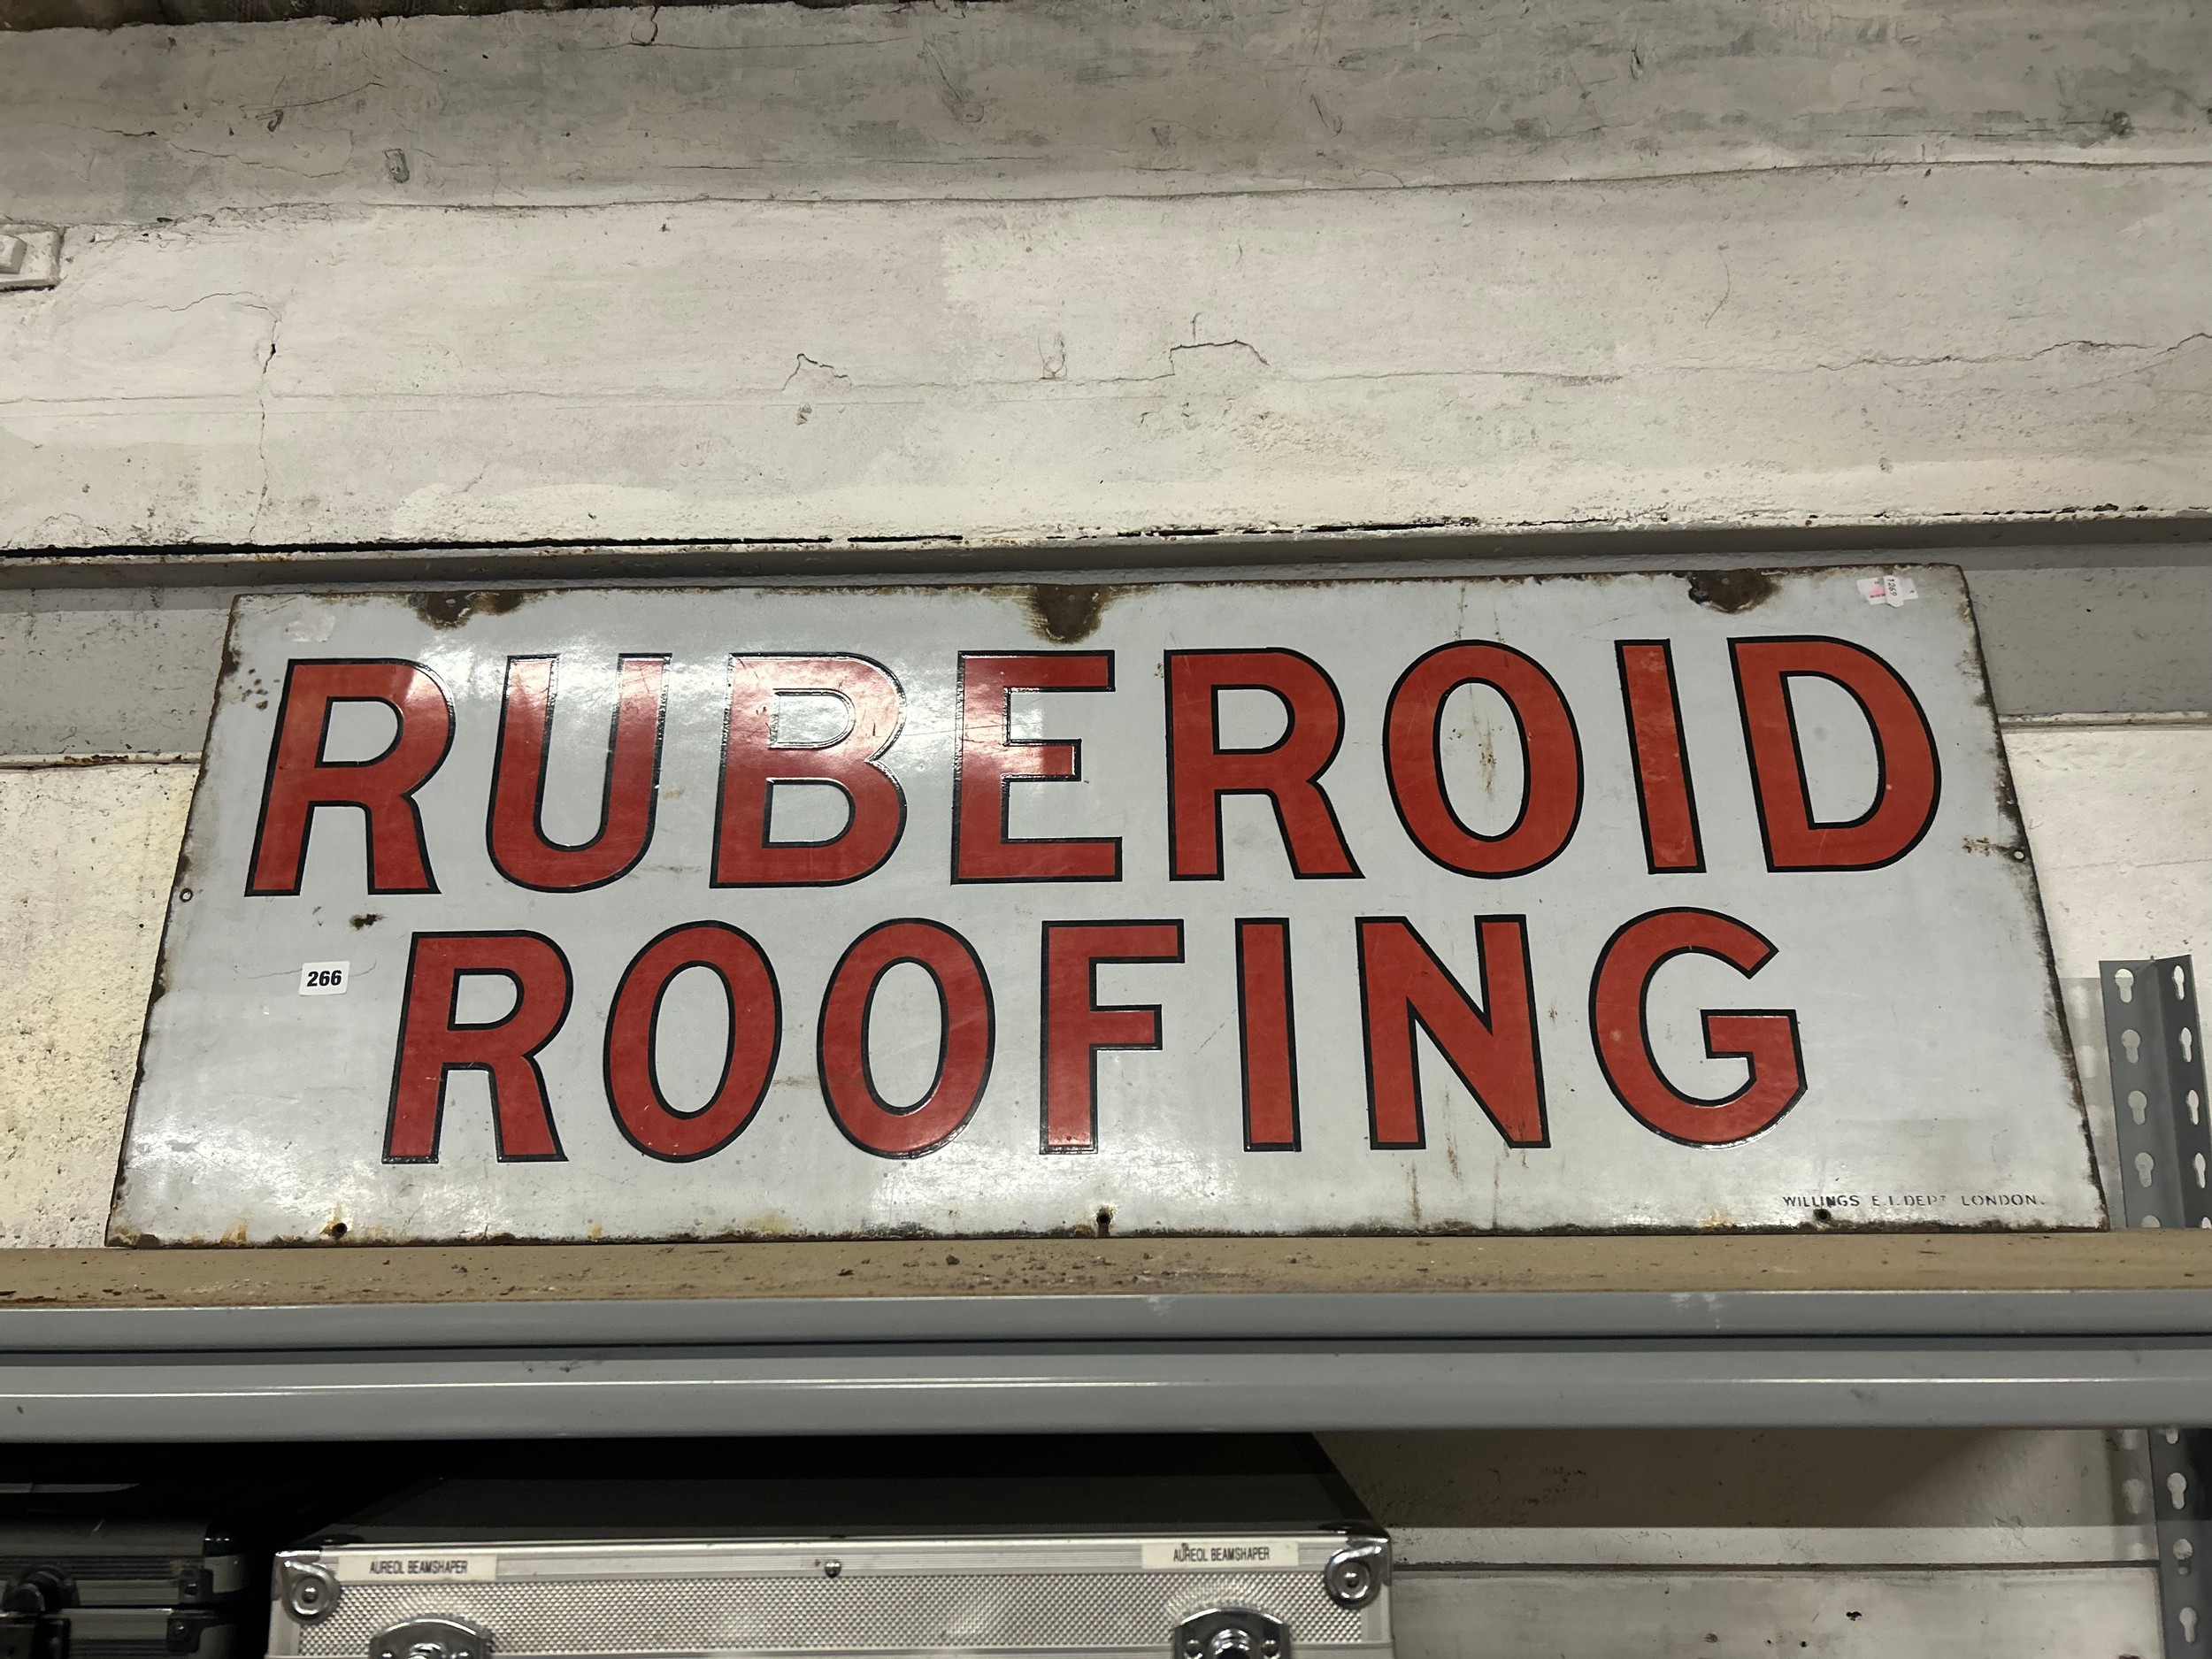 RUBEROID
ROOFING
266
WILLINGS E.I. DEPT LONDON.
AUREOL BEAMSHAPER
AUREOL BEAMSHAPER